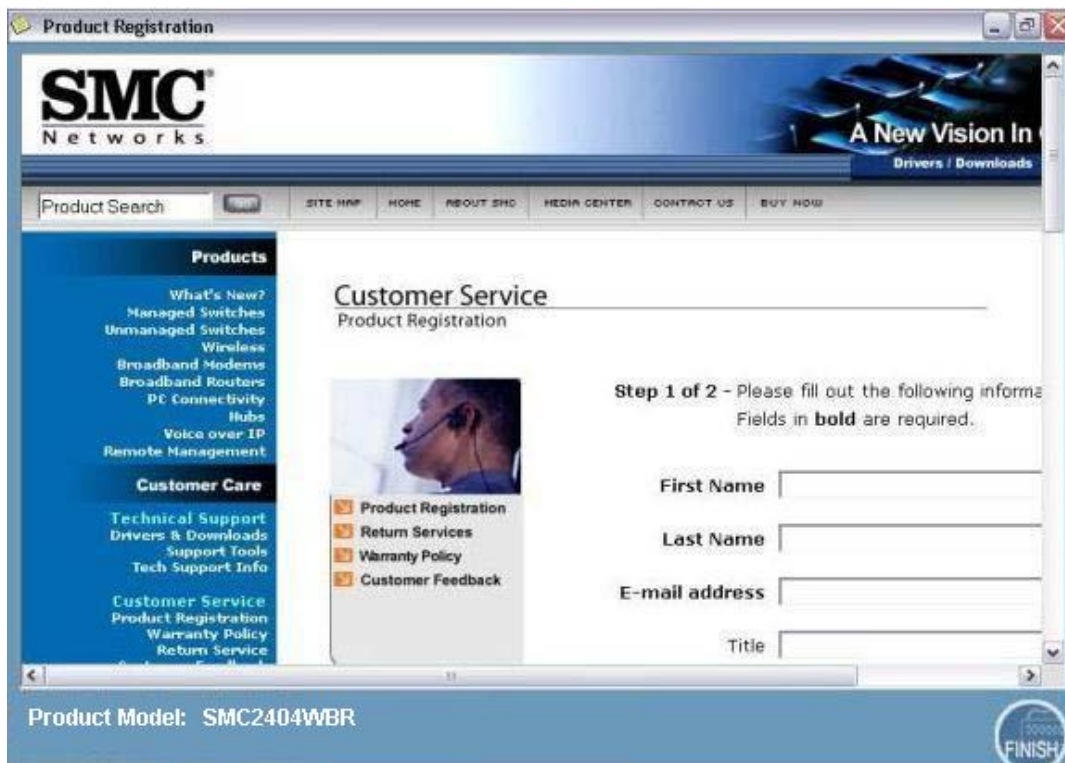 Product Registration
SMC
Networks
A New Vision In
Drivers / Downloads
Product Search
SITE MAP HOME ABOUT SMC MEDIA CENTER CONTACT US BUY NOW
Products
What's New?
Managed Switches
Unmanaged Switches
Wireless
Broadband Modems
Broadband Routers
PC Connectivity
Hubs
Voice over IP
Remote Management
Customer Care
Technical Support
Drivers & Downloads
Support Tools
Tech Support Info
Customer Service
Product Registration
Warranty Policy
Return Service
Customer Service
Product Registration
Product Registration
Return Services
Warranty Policy
Customer Feedback
Step 1 of 2 - Please fill out the following informa
Fields in bold are required.
First Name
Last Name
E-mail address
Title
Product Model: SMC2404WBR
FINISH